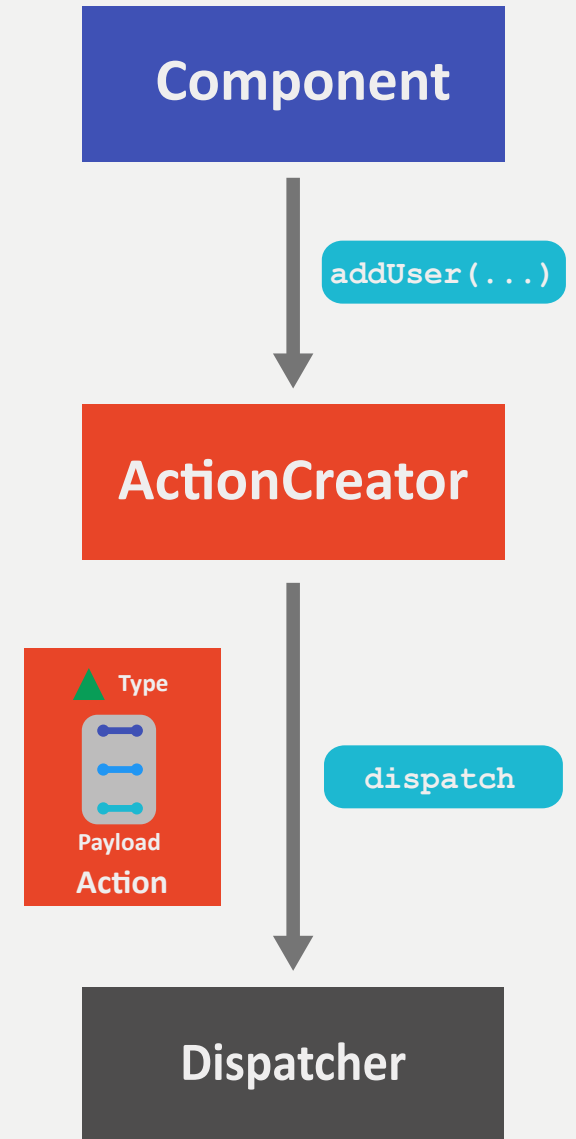 Component
addUser(...)
ActionCreator
Type
Payload
Action
dispatch
Dispatcher